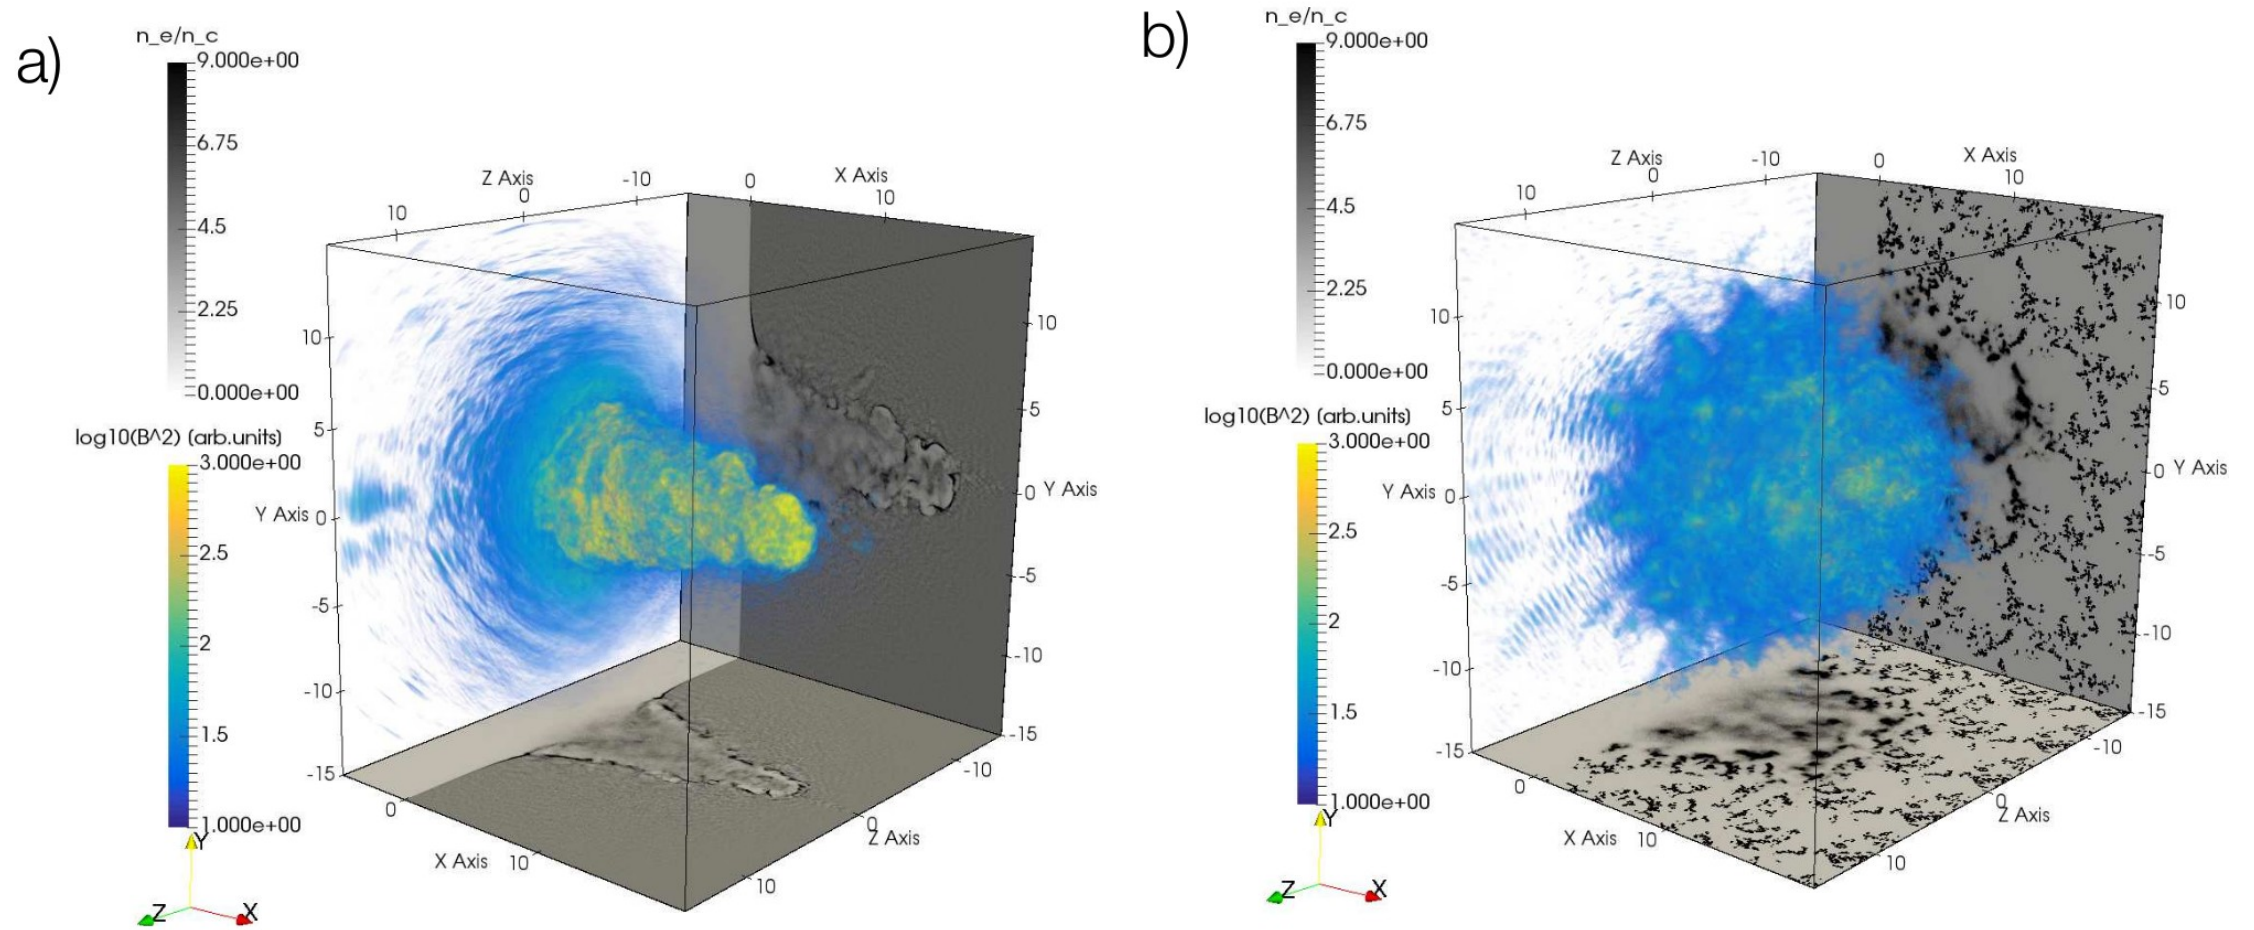 a)
n_e/n_c
9.000e+00
6.75
4.5
2.25
0.000e+00
log10(B^2) [arb.units]
3.000e+00
2.5
2
1.5
1.000e+00
Y
Z
X
Z Axis
10
0
-10
X Axis
0
10
10
5
Y Axis 0
-5
-10
-15
10
5
0 Y Axis
-5
-10
-15
0
X Axis 10
-10
0
Z Axis
10
b)
n_e/n_c
9.000e+00
6.75
4.5
2.25
0.000e+00
log10(B^2) [arb.units]
3.000e+00
2.5
2
1.5
1.000e+00
Y
Z
X
Z Axis
10
0
-10
X Axis
0
10
10
5
Y Axis 0
-5
-10
-15
10
5
0 Y Axis
-5
-10
-15
0
X Axis 10
-10
0
Z Axis
10